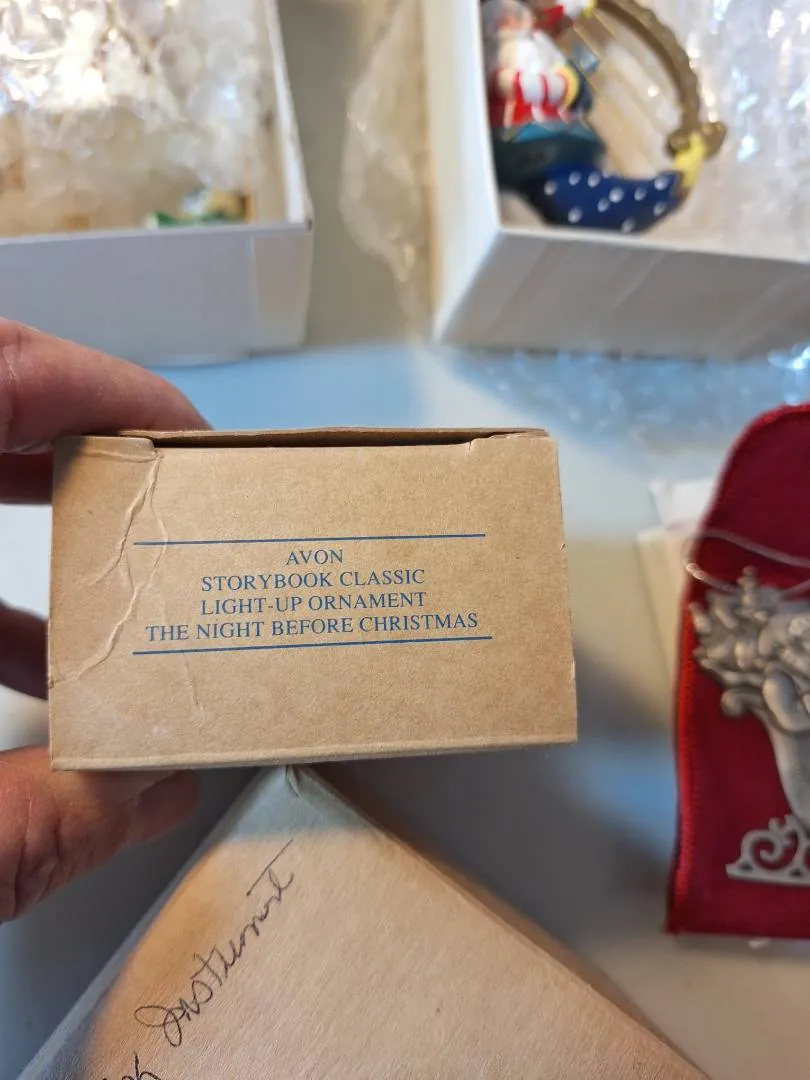 AVON
STORYBOOK CLASSIC
LIGHT-UP ORNAMENT
THE NIGHT BEFORE CHRISTMAS